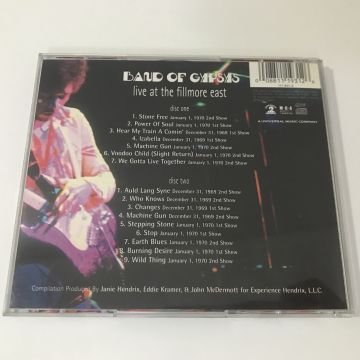 BAND OF GYPSYS
live at the fillmore east
disc one
1. Stone Free January 1, 1970 2nd Show
2. Power Of Soul January 1, 1970 1st Show
3. Hear My Train A Comin' December 31, 1969 1st Show
4. Izabella December 31, 1969 1st Show
5. Machine Gun January 1, 1970 2nd Show
6. Voodoo Child (Slight Return) January 1, 1970 2nd Show
7. We Gotta Live Together January 1, 1970 2nd Show
disc two
1. Auld Lang Syne December 31, 1969 2nd Show
2. Who Knows December 31, 1969 2nd Show
3. Changes December 31, 1969 1st Show
4. Machine Gun December 31, 1969 1st Show
5. Stepping Stone January 1, 1970 1st Show
6. Stop January 1, 1970 1st Show
7. Earth Blues January 1, 1970 2nd Show
8. Burning Desire January 1, 1970 1st Show
9. Wild Thing January 1, 1970 2nd Show
Compilation Produced By Janie Hendrix, Eddie Kramer, & John McDermott for Experience Hendrix, L.L.C
MCA
A UNIVERSAL MUSIC COMPANY